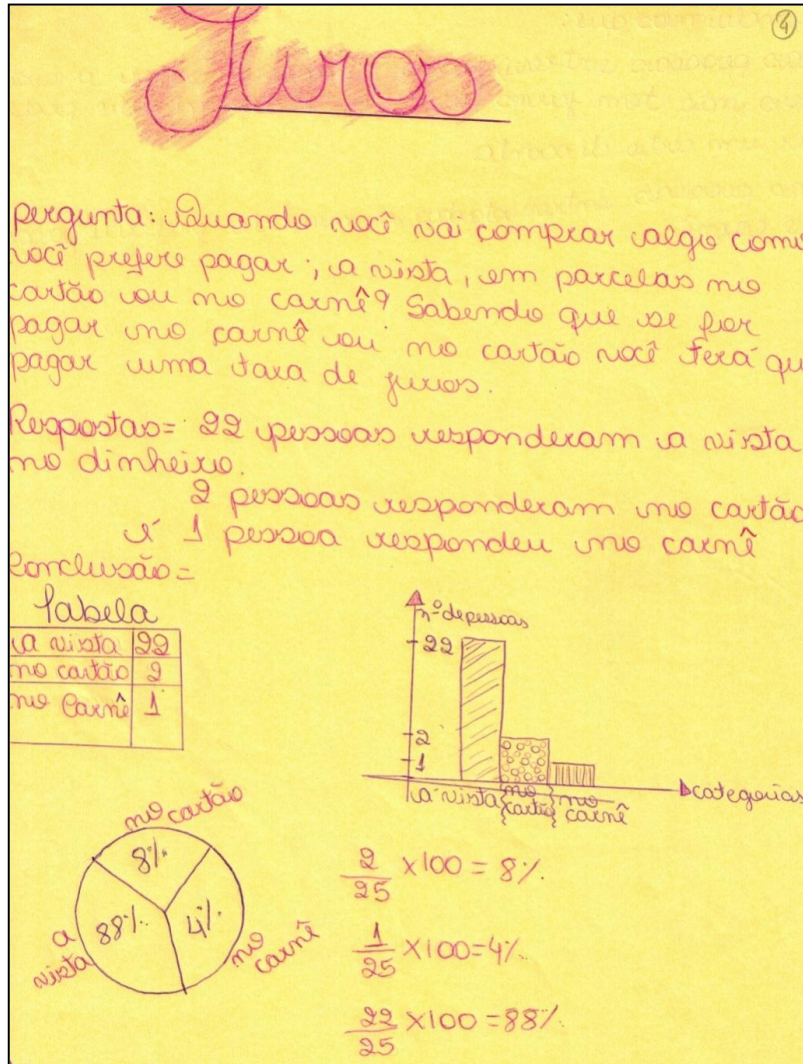 4
Juros
pergunta: Quando você vai comprar algo como
você prefere pagar; a vista, em parcelas no
cartão ou no carnê? Sabendo que se for
pagar no carnê ou no cartão você terá qu
pagar uma taxa de juros.
Respostas= 22 pessoas responderam a vista
no dinheiro.
2 pessoas responderam no cartão
é 1 pessoa respondeu no carnê
Conclusão=
Tabela
a vista 22
no cartão 2
no Carnê 1
nº de pessoas
22
2
1
a vista no cartão no carnê
categorias
no cartão
8%
88%
4%
a vista
no carnê
2/25 x100 = 8%.
1/25 x100=4%.
22/25 x100 =88%.